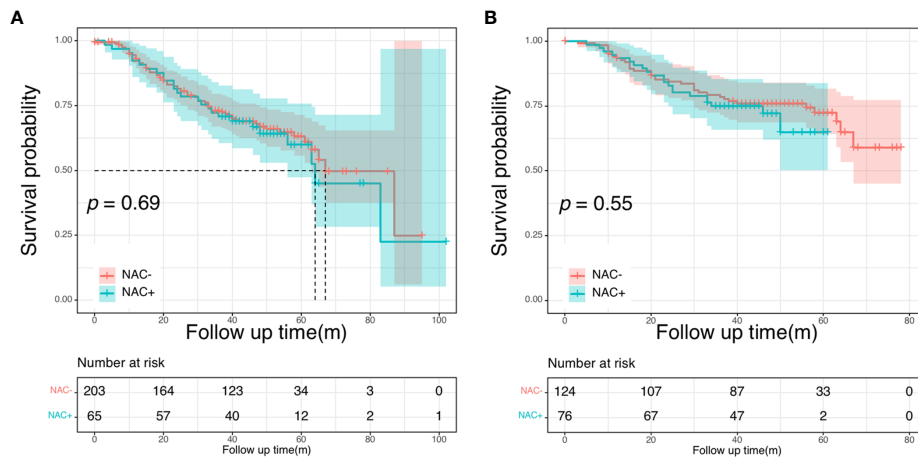 A
Survival probability
1.00
0.75
0.50
0.25
0.00
p = 0.69
NAC-
NAC+
0 20 40 60 80 100
Follow up time(m)
Number at risk
NAC- 203 164 123 34 3 0
NAC+ 65 57 40 12 2 1
0 20 40 60 80 100
Follow up time(m)
B
Survival probability
1.00
0.75
0.50
0.25
0.00
p = 0.55
NAC-
NAC+
0 20 40 60 80
Follow up time(m)
Number at risk
NAC- 124 107 87 33 0
NAC+ 76 67 47 2 0
0 20 40 60 80
Follow up time(m)